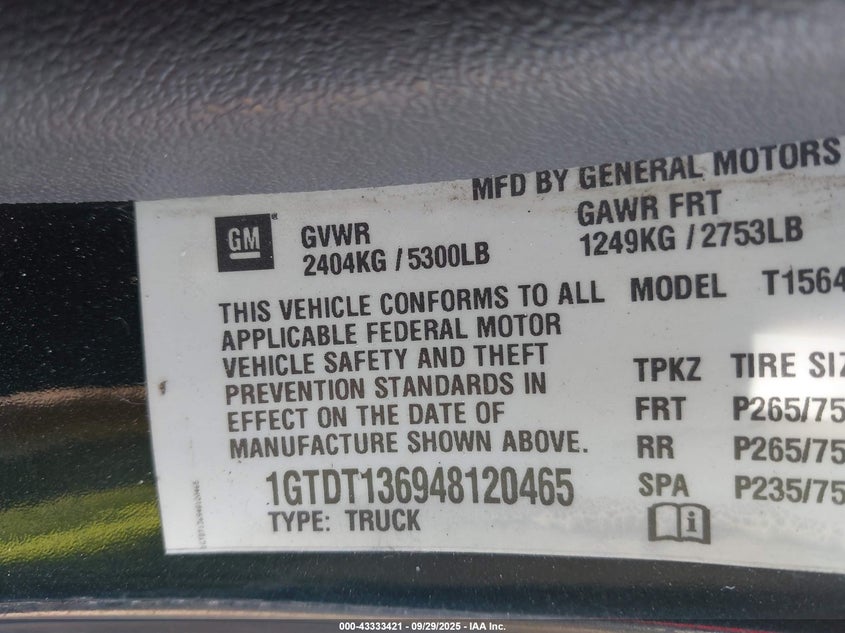 MFD BY GENERAL MOTORS
GM
GVWR
2404KG / 5300LB
GAWR FRT
1249KG / 2753LB
THIS VEHICLE CONFORMS TO ALL
APPLICABLE FEDERAL MOTOR
VEHICLE SAFETY AND THEFT
PREVENTION STANDARDS IN
EFFECT ON THE DATE OF
MANUFACTURE SHOWN ABOVE.
1GTDT136948120465
TYPE: TRUCK
MODEL T1564
TPKZ TIRE SIZ
FRT P265/75
RR P265/75
SPA P235/75
i
000-43333421 - 09/29/2025 - IAA Inc.